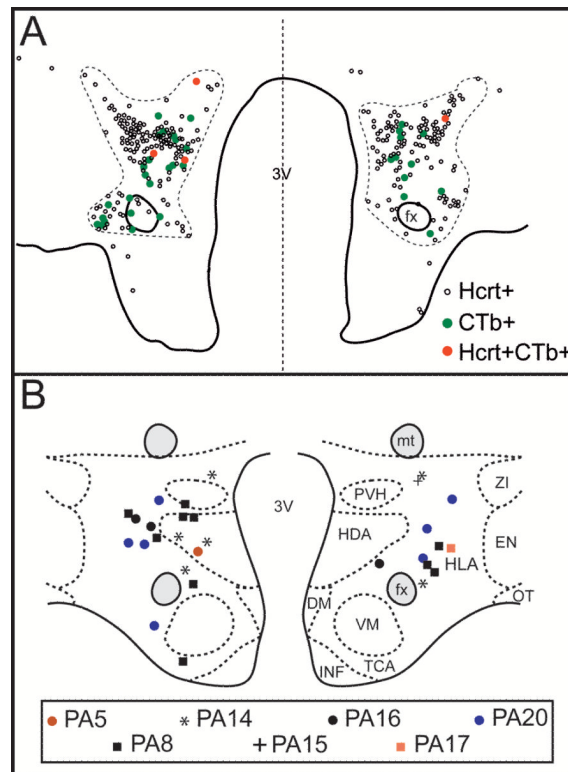 A
3V
fx
Hcrt+
CTb+
Hcrt+CTb+
B
mt
ZI
PVH
3V
HDA
EN
HLA
fx
OT
DM
VM
INF
TCA
PA5 PA14 PA16 PA20
PA8 PA15 PA17